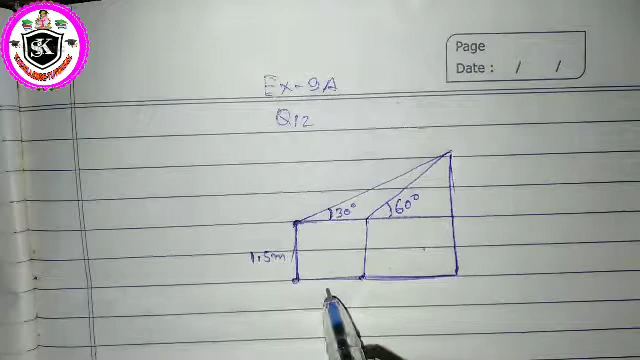 SK
Page
Date : / /
Ex-9A
Q12
30°
60°
1.5m